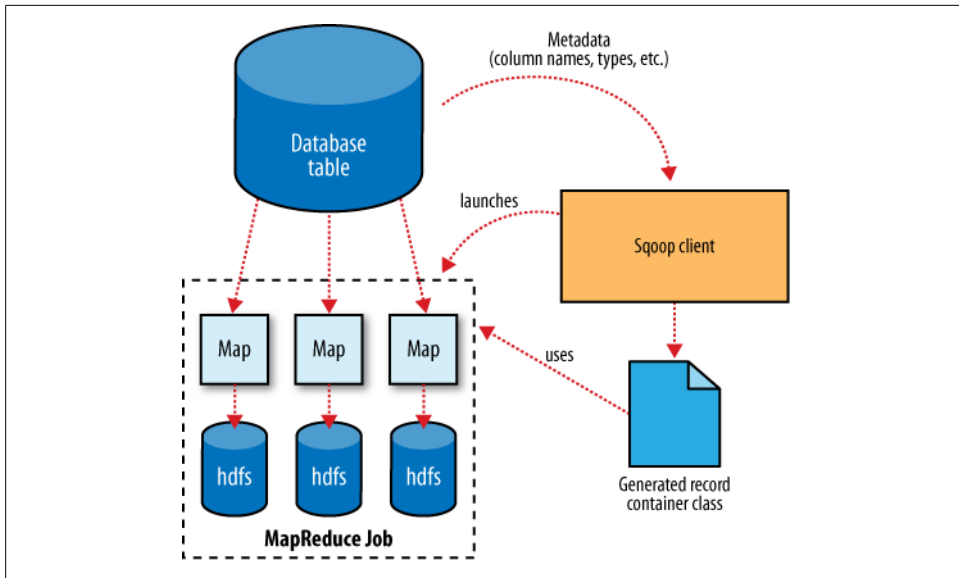 Metadata
(column names, types, etc.)
Database
table
launches
Sqoop client
Map
Map
Map
uses
hdfs
hdfs
hdfs
Generated record
container class
MapReduce Job